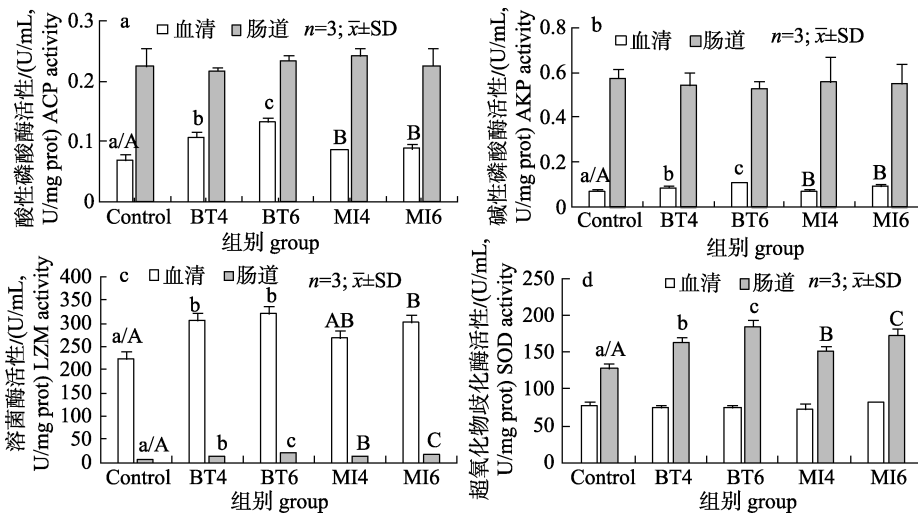 酸性磷酸酶活性/(U/mL,
U/mg prot) ACP activity
0.3
0.2
0.1
0
a
血清
肠道
n=3; x̄±SD
a/A
b
c
B
B
Control
BT4
BT6
MI4
MI6
组别 group
碱性磷酸酶活性/(U/mL,
U/mg prot) AKP activity
0.8
0.6
0.4
0.2
0
b
血清
肠道
n=3; x̄±SD
a/A
b
c
B
B
Control
BT4
BT6
MI4
MI6
组别 group
溶菌酶活性/(U/mL,
U/mg prot) LZM activity
400
350
300
250
200
150
100
50
0
c
血清
肠道
n=3; x̄±SD
a/A
b
b
AB
B
a/A
b
c
B
C
Control
BT4
BT6
MI4
MI6
组别 group
超氧化物歧化酶活性/(U/mL,
U/mg prot) SOD activity
250
200
150
100
50
0
d
血清
肠道
n=3; x̄±SD
a/A
b
c
B
C
Control
BT4
BT6
MI4
MI6
组别 group